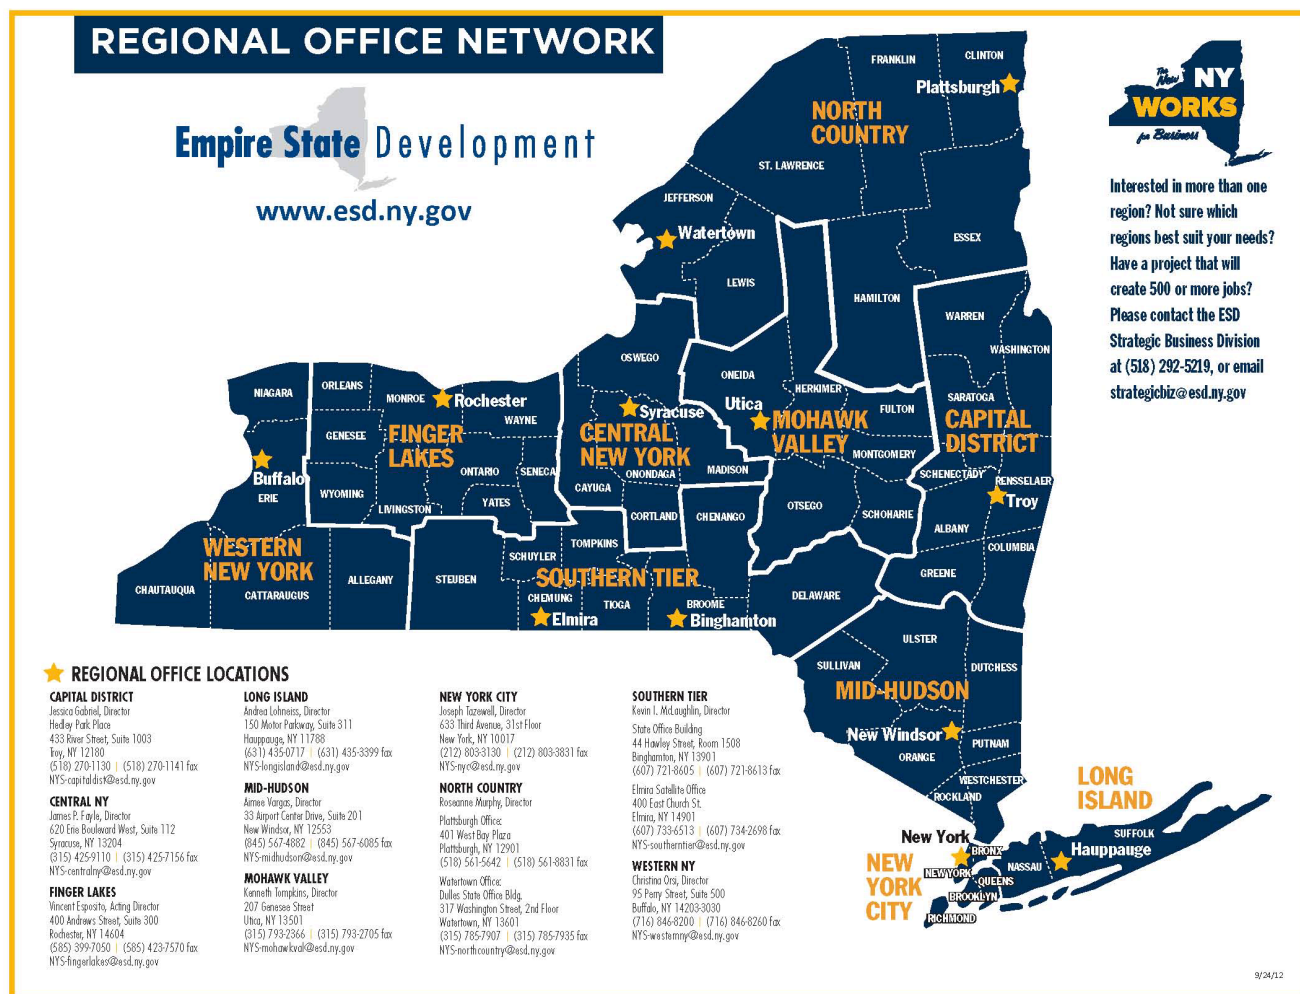 REGIONAL OFFICE NETWORK
Empire State Development
www.esd.ny.gov
The New NY
WORKS
for Business
Interested in more than one
region? Not sure which
regions best suit your needs?
Have a project that will
create 500 or more jobs?
Please contact the ESD
Strategic Business Division
at (518) 292-5219, or email
strategicbiz@esd.ny.gov
FRANKLIN
CLINTON
Plattsburgh
NORTH
COUNTRY
ST. LAWRENCE
JEFFERSON
Watertown
ESSEX
LEWIS
HAMILTON
WARREN
WASHINGTON
OSWEGO
ONEIDA
HERKIMER
NIAGARA
ORLEANS
MONROE
Rochester
WAYNE
Syracuse
Utica
FULTON
SARATOGA
GENESEE
FINGER
LAKES
CENTRAL
NEW YORK
MOHAWK
VALLEY
CAPITAL
DISTRICT
MONTGOMERY
Buffalo
ERIE
WYOMING
LIVINGSTON
ONTARIO
YATES
SENECA
CAYUGA
ONONDAGA
MADISON
SCHENECTADY
RENSSELAER
Troy
CORTLAND
CHENANGO
OTSEGO
SCHOHARIE
ALBANY
COLUMBIA
WESTERN
NEW YORK
CHAUTAUQUA
CATTARAUGUS
ALLEGANY
STEUBEN
SCHUYLER
TOMPKINS
SOUTHERN TIER
CHEMUNG
TIOGA
BROOME
Elmira
Binghamton
DELAWARE
GREENE
ULSTER
SULLIVAN
DUTCHESS
MID-HUDSON
New Windsor
PUTNAM
ORANGE
WESTCHESTER
ROCKLAND
LONG
ISLAND
SUFFOLK
Hauppauge
NASSAU
New York
BRONX
NEW YORK
QUEENS
BROOKLYN
RICHMOND
NEW
YORK
CITY
REGIONAL OFFICE LOCATIONS
CAPITAL DISTRICT
Jessica Gabriel, Director
Hedley Park Place
433 River Street, Suite 1003
Troy, NY 12180
(518) 270-1130 | (518) 270-1141 fax
NYS-capitaldist@esd.ny.gov
CENTRAL NY
James P. Fayle, Director
620 Erie Boulevard West, Suite 112
Syracuse, NY 13204
(315) 425-9110 | (315) 425-7156 fax
NYS-centralny@esd.ny.gov
FINGER LAKES
Vincent Esposito, Acting Director
400 Andrews Street, Suite 300
Rochester, NY 14604
(585) 399-7050 | (585) 423-7570 fax
NYS-fingerlakes@esd.ny.gov
LONG ISLAND
Andrea Lohneiss, Director
150 Motor Parkway, Suite 311
Hauppauge, NY 11788
(631) 435-0717 | (631) 435-3399 fax
NYS-longisland@esd.ny.gov
MID-HUDSON
Aimee Vargas, Director
33 Airport Center Drive, Suite 201
New Windsor, NY 12553
(845) 567-4882 | (845) 567-6085 fax
NYS-midhudson@esd.ny.gov
MOHAWK VALLEY
Kenneth Tompkins, Director
207 Genesee Street
Utica, NY 13501
(315) 793-2366 | (315) 793-2705 fax
NYS-mohawkval@esd.ny.gov
NEW YORK CITY
Joseph Tazewell, Director
633 Third Avenue, 31st Floor
New York, NY 10017
(212) 803-3130 | (212) 803-3831 fax
NYS-nyc@esd.ny.gov
NORTH COUNTRY
Roseanne Murphy, Director
Plattsburgh Office:
401 West Bay Plaza
Plattsburgh, NY 12901
(518) 561-5642 | (518) 561-8831 fax
Watertown Office:
Dulles State Office Bldg.
317 Washington Street, 2nd Floor
Watertown, NY 13601
(315) 785-7907 | (315) 785-7935 fax
NYS-northcountry@esd.ny.gov
SOUTHERN TIER
Kevin I. McLaughlin, Director
State Office Building
44 Hawley Street, Room 1508
Binghamton, NY 13901
(607) 721-8605 | (607) 721-8613 fax
Elmira Satellite Office
400 East Church St.
Elmira, NY 14901
(607) 733-6513 | (607) 734-2698 fax
NYS-southerntier@esd.ny.gov
WESTERN NY
Christina Orsi, Director
95 Perry Street, Suite 500
Buffalo, NY 14203-3030
(716) 846-8200 | (716) 846-8260 fax
NYS-westernny@esd.ny.gov
9/24/12